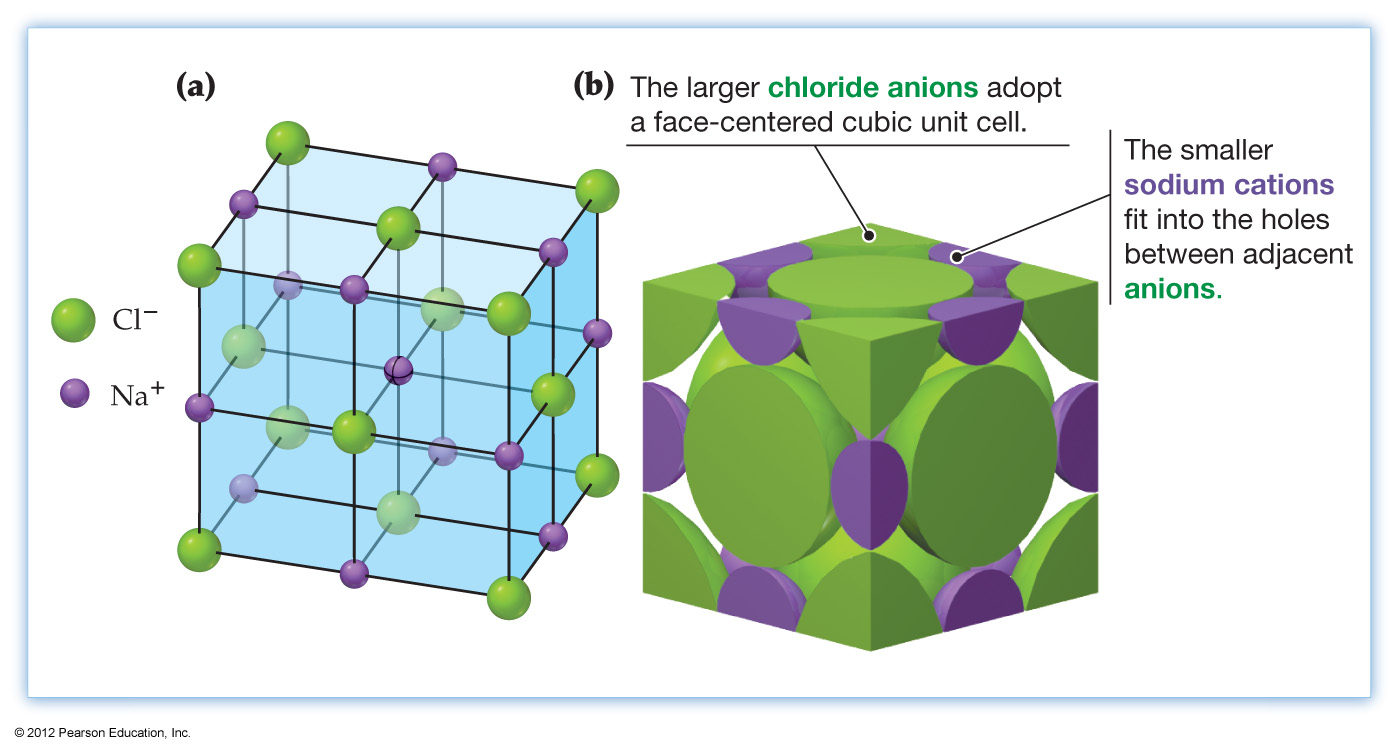 (a)
Cl⁻
Na⁺
(b) The larger chloride anions adopt
a face-centered cubic unit cell.
The smaller
sodium cations
fit into the holes
between adjacent
anions.
© 2012 Pearson Education, Inc.